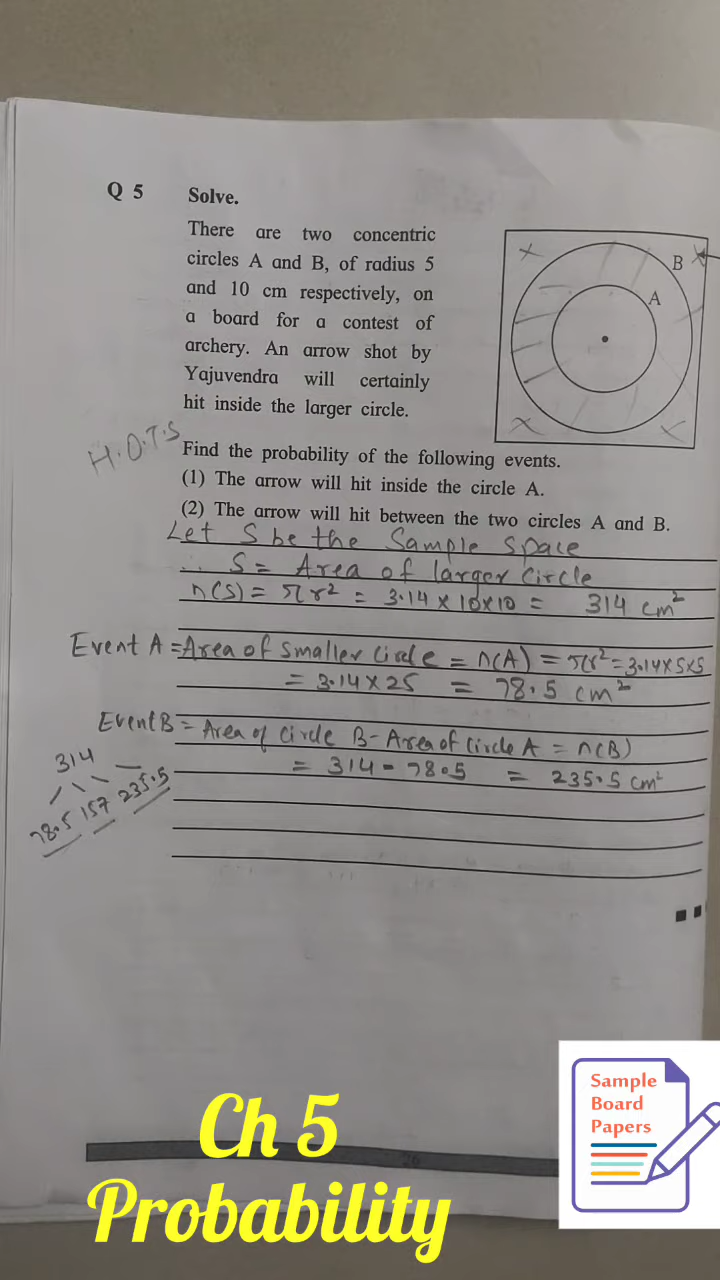 Q 5 Solve.
There are two concentric
circles A and B, of radius 5
and 10 cm respectively, on
a board for a contest of
archery. An arrow shot by
Yajuvendra will certainly
hit inside the larger circle.
B
A
H.O.T.S
Find the probability of the following events.
(1) The arrow will hit inside the circle A.
(2) The arrow will hit between the two circles A and B.
Let S be the Sample Space
∴ S = Area of larger Circle
n(S) = πr² = 3.14 × 10 × 10 = 314 cm²
Event A = Area of Smaller Circle = n(A) = πr² = 3.14×5×5
= 3.14 × 25 = 78.5 cm²
Event B = Area of Circle B - Area of Circle A = n(B)
= 314 - 78.5 = 235.5 cm²
314
78.5 157 235.5
Sample
Board
Papers
Ch 5
Probability